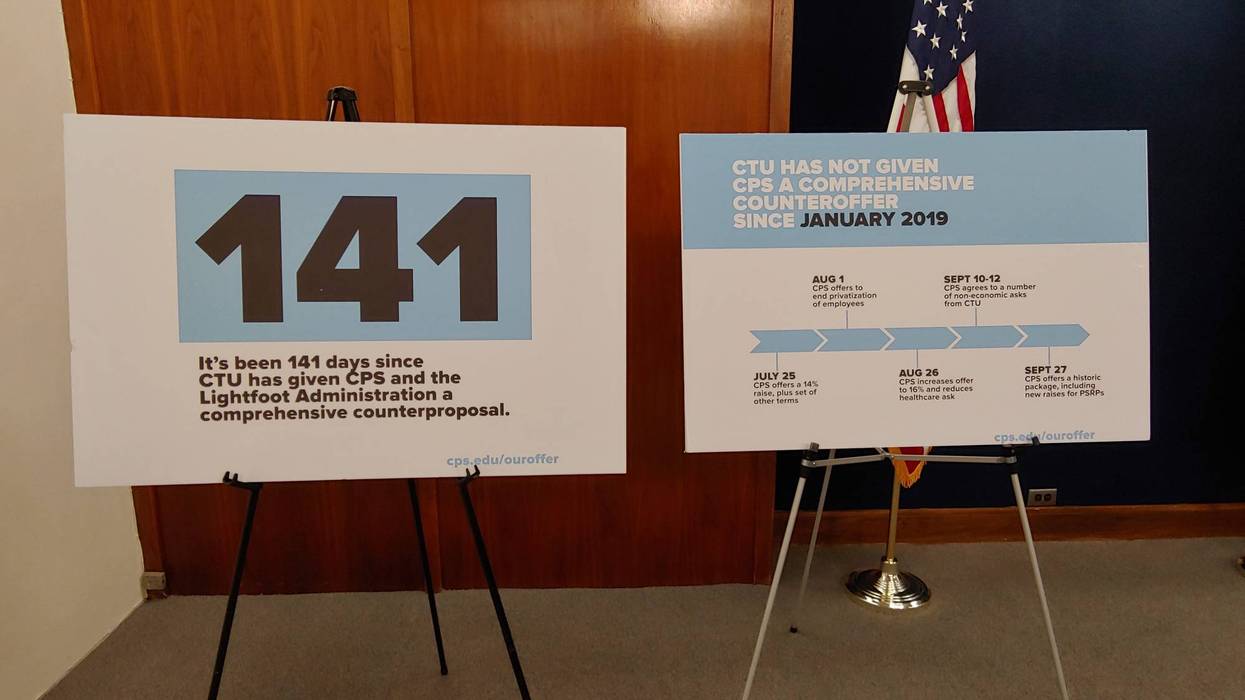 141
It's been 141 days since
CTU has given CPS and the
Lightfoot Administration a
comprehensive counterproposal.
cps.edu/ouroffer
CTU HAS NOT GIVEN
CPS A COMPREHENSIVE
COUNTEROFFER
SINCE JANUARY 2019
AUG 1
CPS offers to
end privatization
of employees
SEPT 10-12
CPS agrees to a number
of non-economic asks
from CTU
JULY 25
CPS offers a 14%
raise, plus set of
other terms
AUG 26
CPS increases offer
to 16% and reduces
healthcare ask
SEPT 27
CPS offers a historic
package, including
new raises for PSRPs
cps.edu/ouroffer